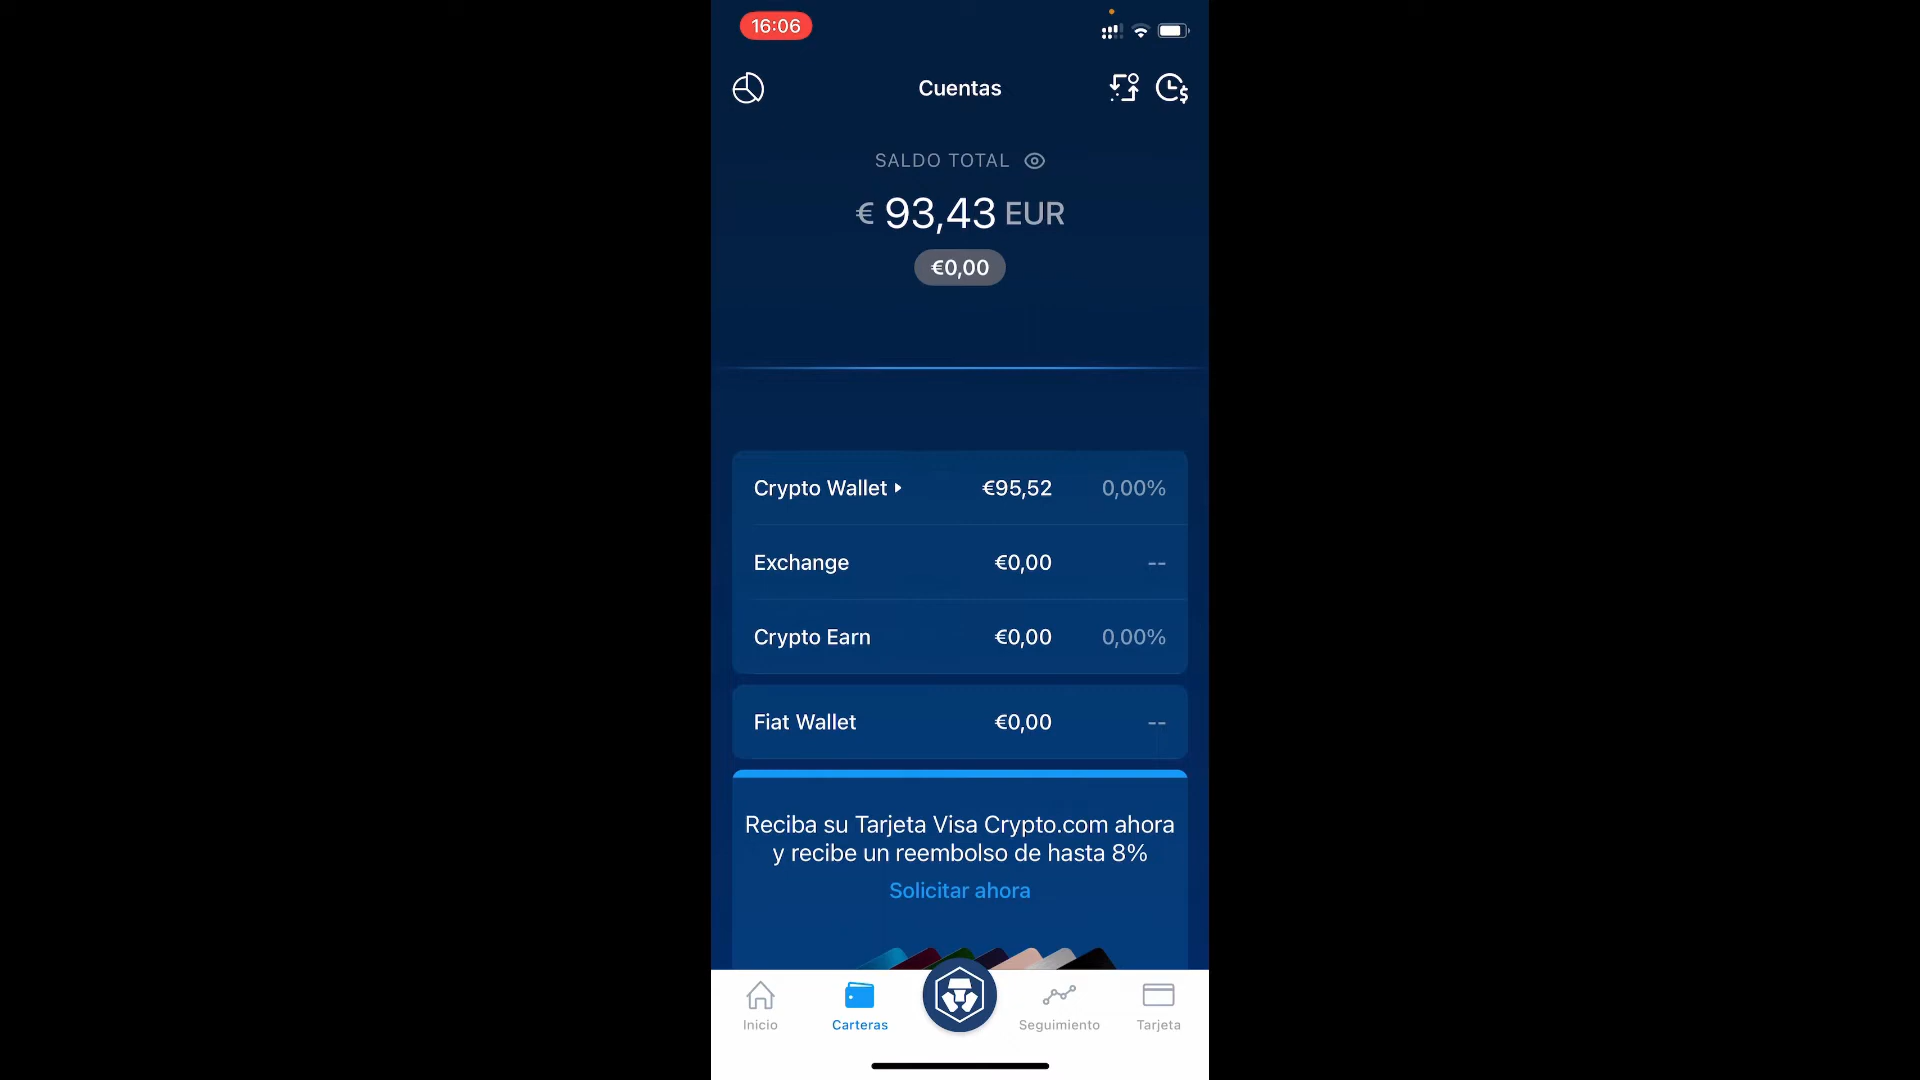 16:06
Cuentas
SALDO TOTAL
€ 93,43 EUR
€0,00
Crypto Wallet €95,52 0,00%
Exchange €0,00 --
Crypto Earn €0,00 0,00%
Fiat Wallet €0,00 --
Reciba su Tarjeta Visa Crypto.com ahora
y recibe un reembolso de hasta 8%
Solicitar ahora
Inicio Carteras Seguimiento Tarjeta